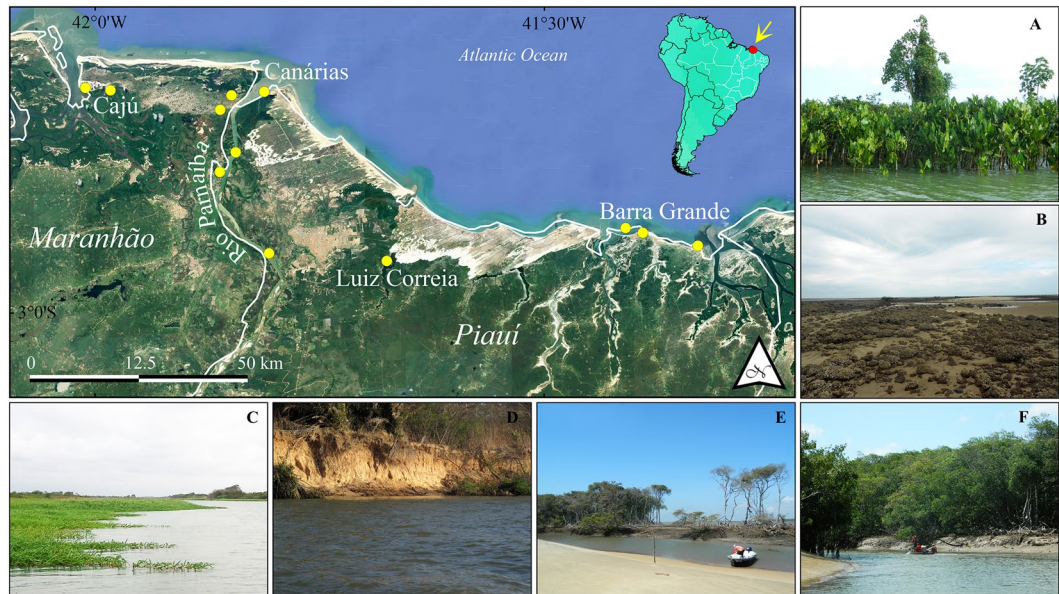 42°0'W
41°30'W
Atlantic Ocean
A
Canárias
Cajú
Rio Parnaíba
Barra Grande
B
Maranhão
Luiz Correia
3°0'S
Piauí
0 12.5 50 km
N
C
D
E
F